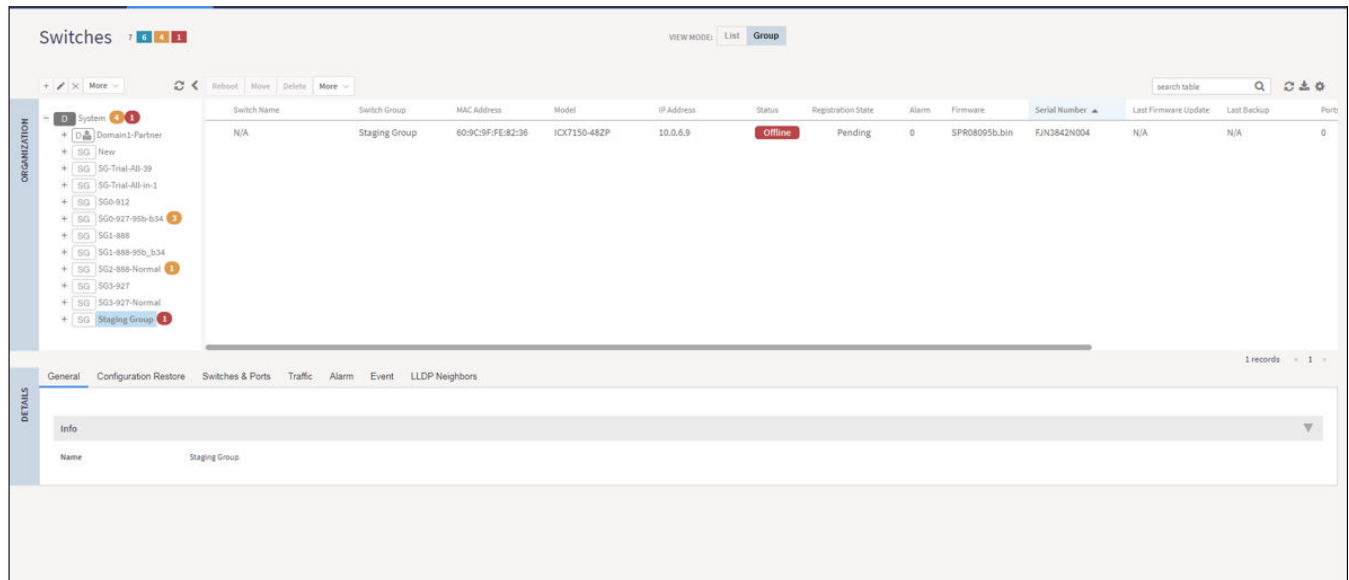 Switches 7 6 4 1
VIEW MODE: List Group
+ × More
Reboot Move Delete More
search table
ORGANIZATION
− D System 4 1
+ D Domain1-Partner
+ SG New
+ SG SG-Trial-All-39
+ SG SG-Trial-All-in-1
+ SG SG0-912
+ SG SG0-927-95b-b34 3
+ SG SG1-888
+ SG SG1-888-95b_b34
+ SG SG2-888-Normal 1
+ SG SG3-927
+ SG SG3-927-Normal
+ SG Staging Group 1
Switch Name Switch Group MAC Address Model IP Address Status Registration State Alarm Firmware Serial Number Last Firmware Update Last Backup Ports
N/A Staging Group 60:9C:9F:FE:82:36 ICX7150-48ZP 10.0.6.9 Offline Pending 0 SPR08095b.bin FJN3842N004 N/A N/A 0
1 records « 1 »
DETAILS
General Configuration Restore Switches & Ports Traffic Alarm Event LLDP Neighbors
Info
Name Staging Group